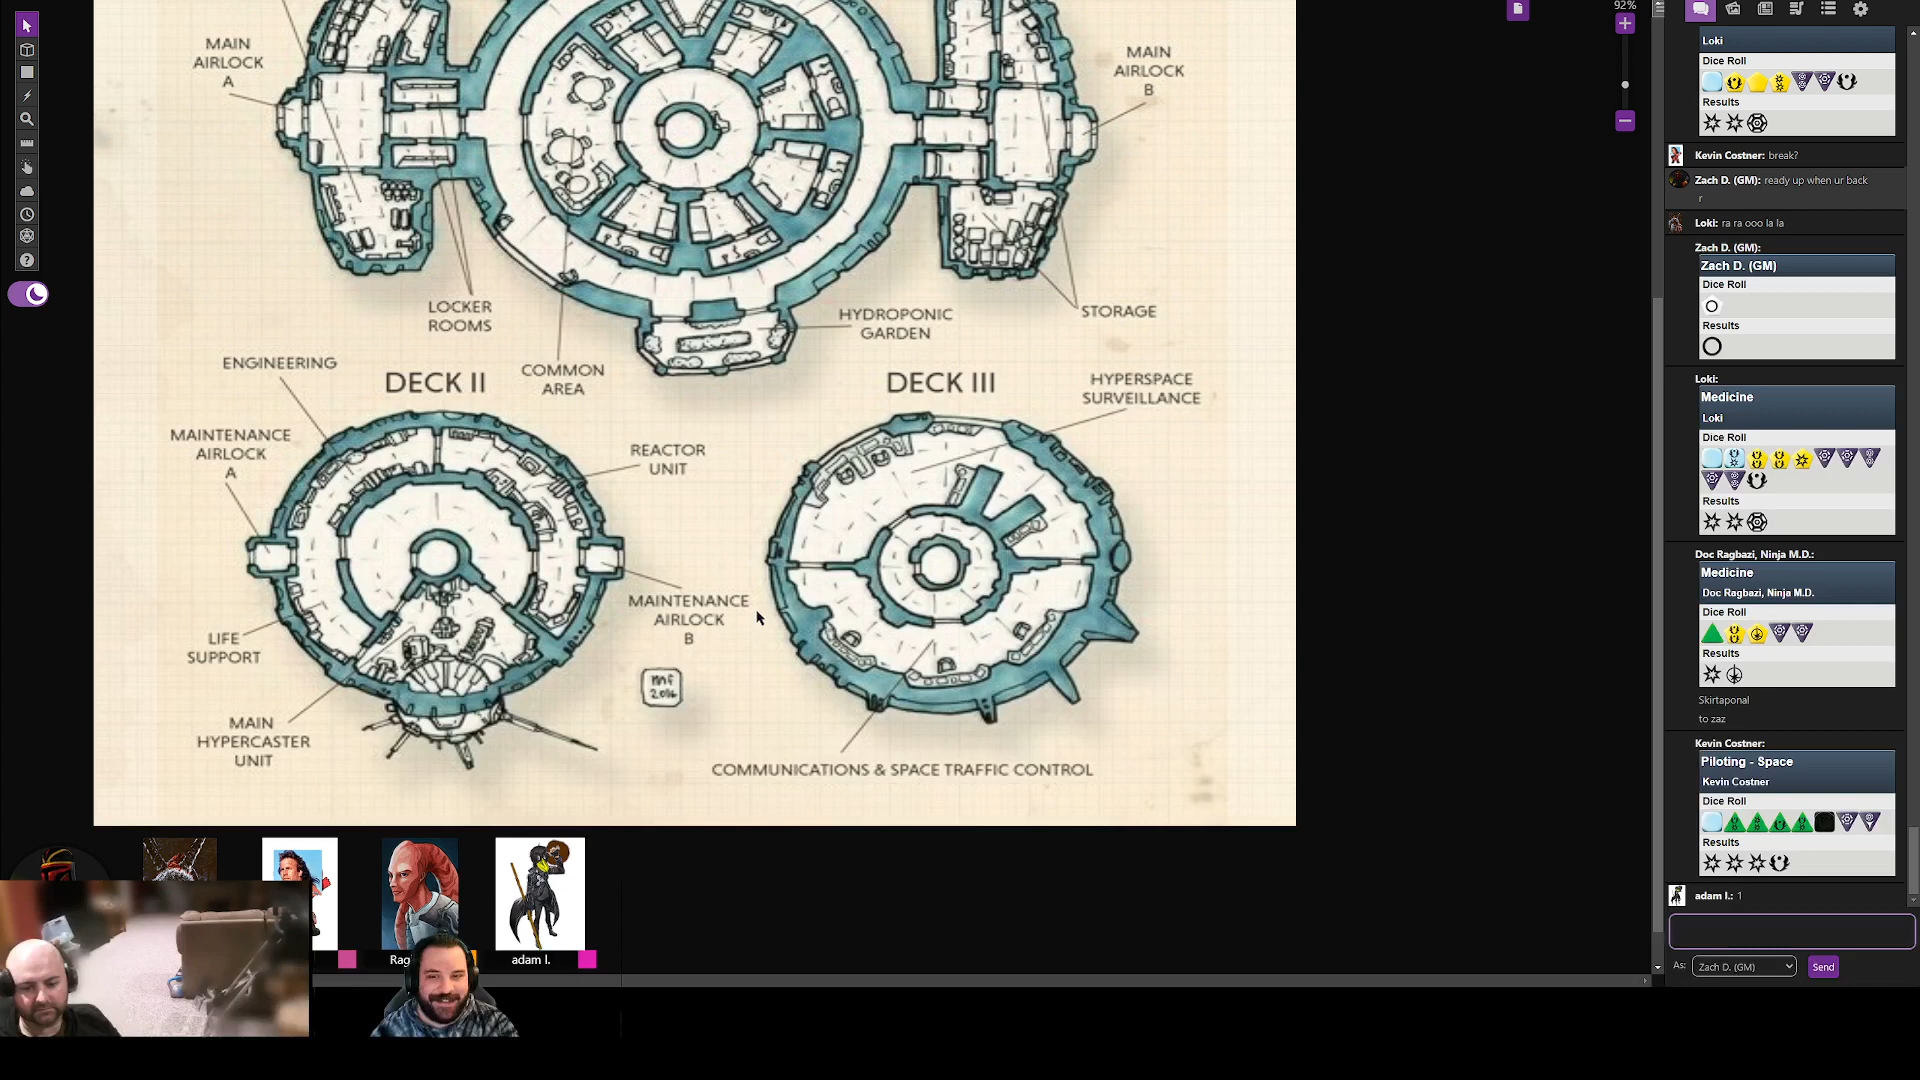 92%
MAIN
AIRLOCK
A
MAIN
AIRLOCK
B
LOCKER
ROOMS
COMMON
AREA
HYDROPONIC
GARDEN
STORAGE
ENGINEERING
DECK II
DECK III
HYPERSPACE
SURVEILLANCE
MAINTENANCE
AIRLOCK
A
REACTOR
UNIT
MAINTENANCE
AIRLOCK
B
LIFE
SUPPORT
MAIN
HYPERCASTER
UNIT
2016
COMMUNICATIONS & SPACE TRAFFIC CONTROL
Rag
adam l.
Loki
Dice Roll
Results
Kevin Costner: break?
Zach D. (GM): ready up when ur back
r
Loki: ra ra ooo la la
Zach D. (GM):
Zach D. (GM)
Dice Roll
Results
Loki:
Medicine
Loki
Dice Roll
Results
Doc Ragbazi, Ninja M.D.:
Medicine
Doc Ragbazi, Ninja M.D.
Dice Roll
Results
Skirtaponal
to zaz
Kevin Costner:
Piloting - Space
Kevin Costner
Dice Roll
Results
adam l.: 1
As: Zach D. (GM) Send